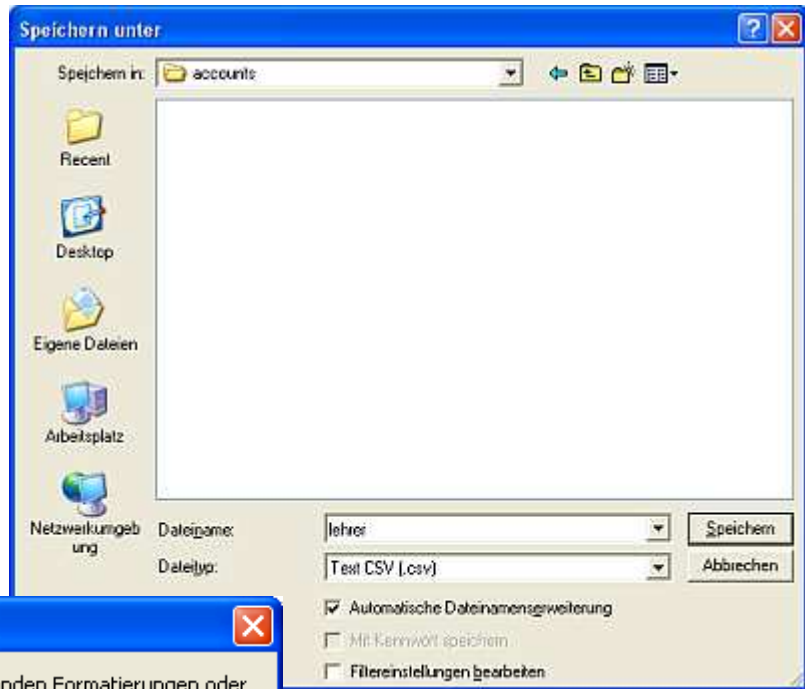 Speichern unter
Speichern in:
accounts
Recent
Desktop
Eigene Dateien
Arbeitsplatz
Netzwerkumgeb
ung
Dateiname:
lehrer
Speichern
Dateityp:
Text CSV (.csv)
Abbrechen
Automatische Dateinamenserweiterung
Mit Kennwort speichern
Filtereinstellungen bearbeiten
nden Formatierungen oder